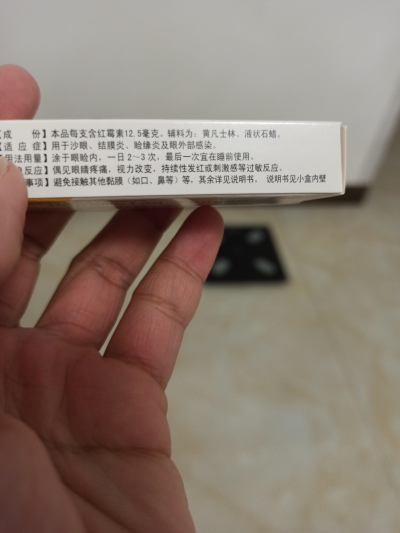 【成 份】本品每支含红霉素12.5毫克。辅料为：黄凡士林、液状石蜡。
【适 应 症】用于沙眼、结膜炎、睑缘炎及眼外部感染。
用法用量】涂于眼睑内，一日2～3次，最后一次宜在睡前使用。
反应】偶见眼睛疼痛，视力改变，持续性发红或刺激感等过敏反应。
事项】避免接触其他黏膜（如口、鼻等）等，其余详见说明书。 说明书见小盒内壁